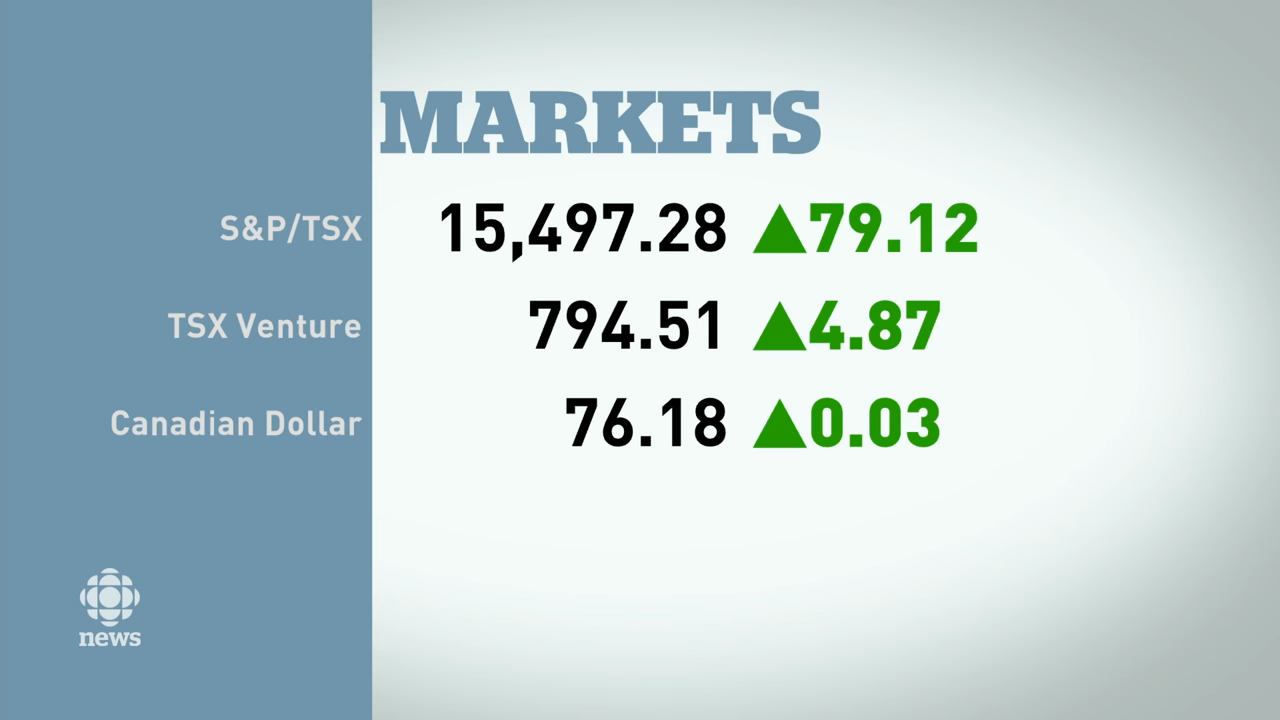 MARKETS
S&P/TSX 15,497.28 ▲79.12
TSX Venture 794.51 ▲4.87
Canadian Dollar 76.18 ▲0.03
news